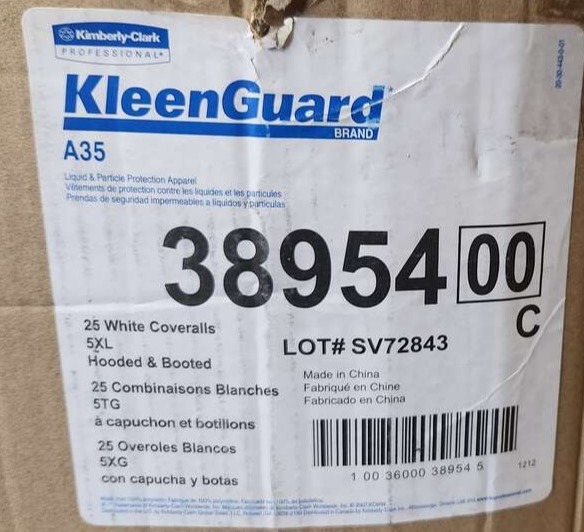 Kimberly-Clark
PROFESSIONAL*
KleenGuard*
BRAND
A35
Liquid & Particle Protection Apparel
Vêtements de protection contre les liquides et les particules
Prendas de seguridad impermeables a líquidos y partículas
38954 00
C
25 White Coveralls
5XL
Hooded & Booted
LOT# SV72843
25 Combinaisons Blanches
5TG
à capuchon et botillons
Made in China
Fabriqué en Chine
Fabricado en China
25 Overoles Blancos
5XG
con capucha y botas
1 00 36000 38954 5
1212